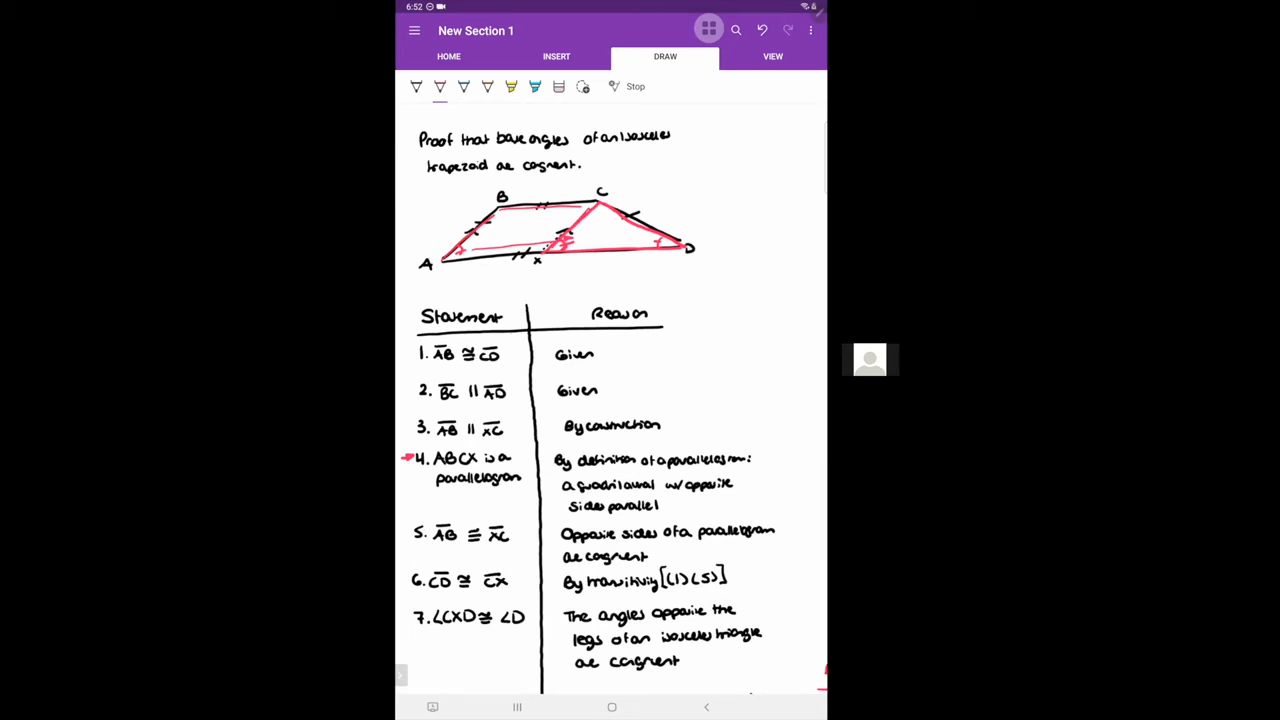 6:52
New Section 1
HOME INSERT DRAW VIEW
Stop
Proof that base angles of an isosceles
trapezoid are congruent.
B C
A x D
Statement Reason
1. AB ≅ CD Given
2. BC || AD Given
3. AB || XC By construction
4. ABCX is a By definition of a parallelogram:
parallelogram a quadrilateral w/ opposite
sides parallel
5. AB ≅ XC Opposite sides of a parallelogram
are congruent
6. CD ≅ CX By transitivity [(1)(5)]
7. ∠CXD ≅ ∠D The angles opposite the
legs of an isosceles triangle
are congruent